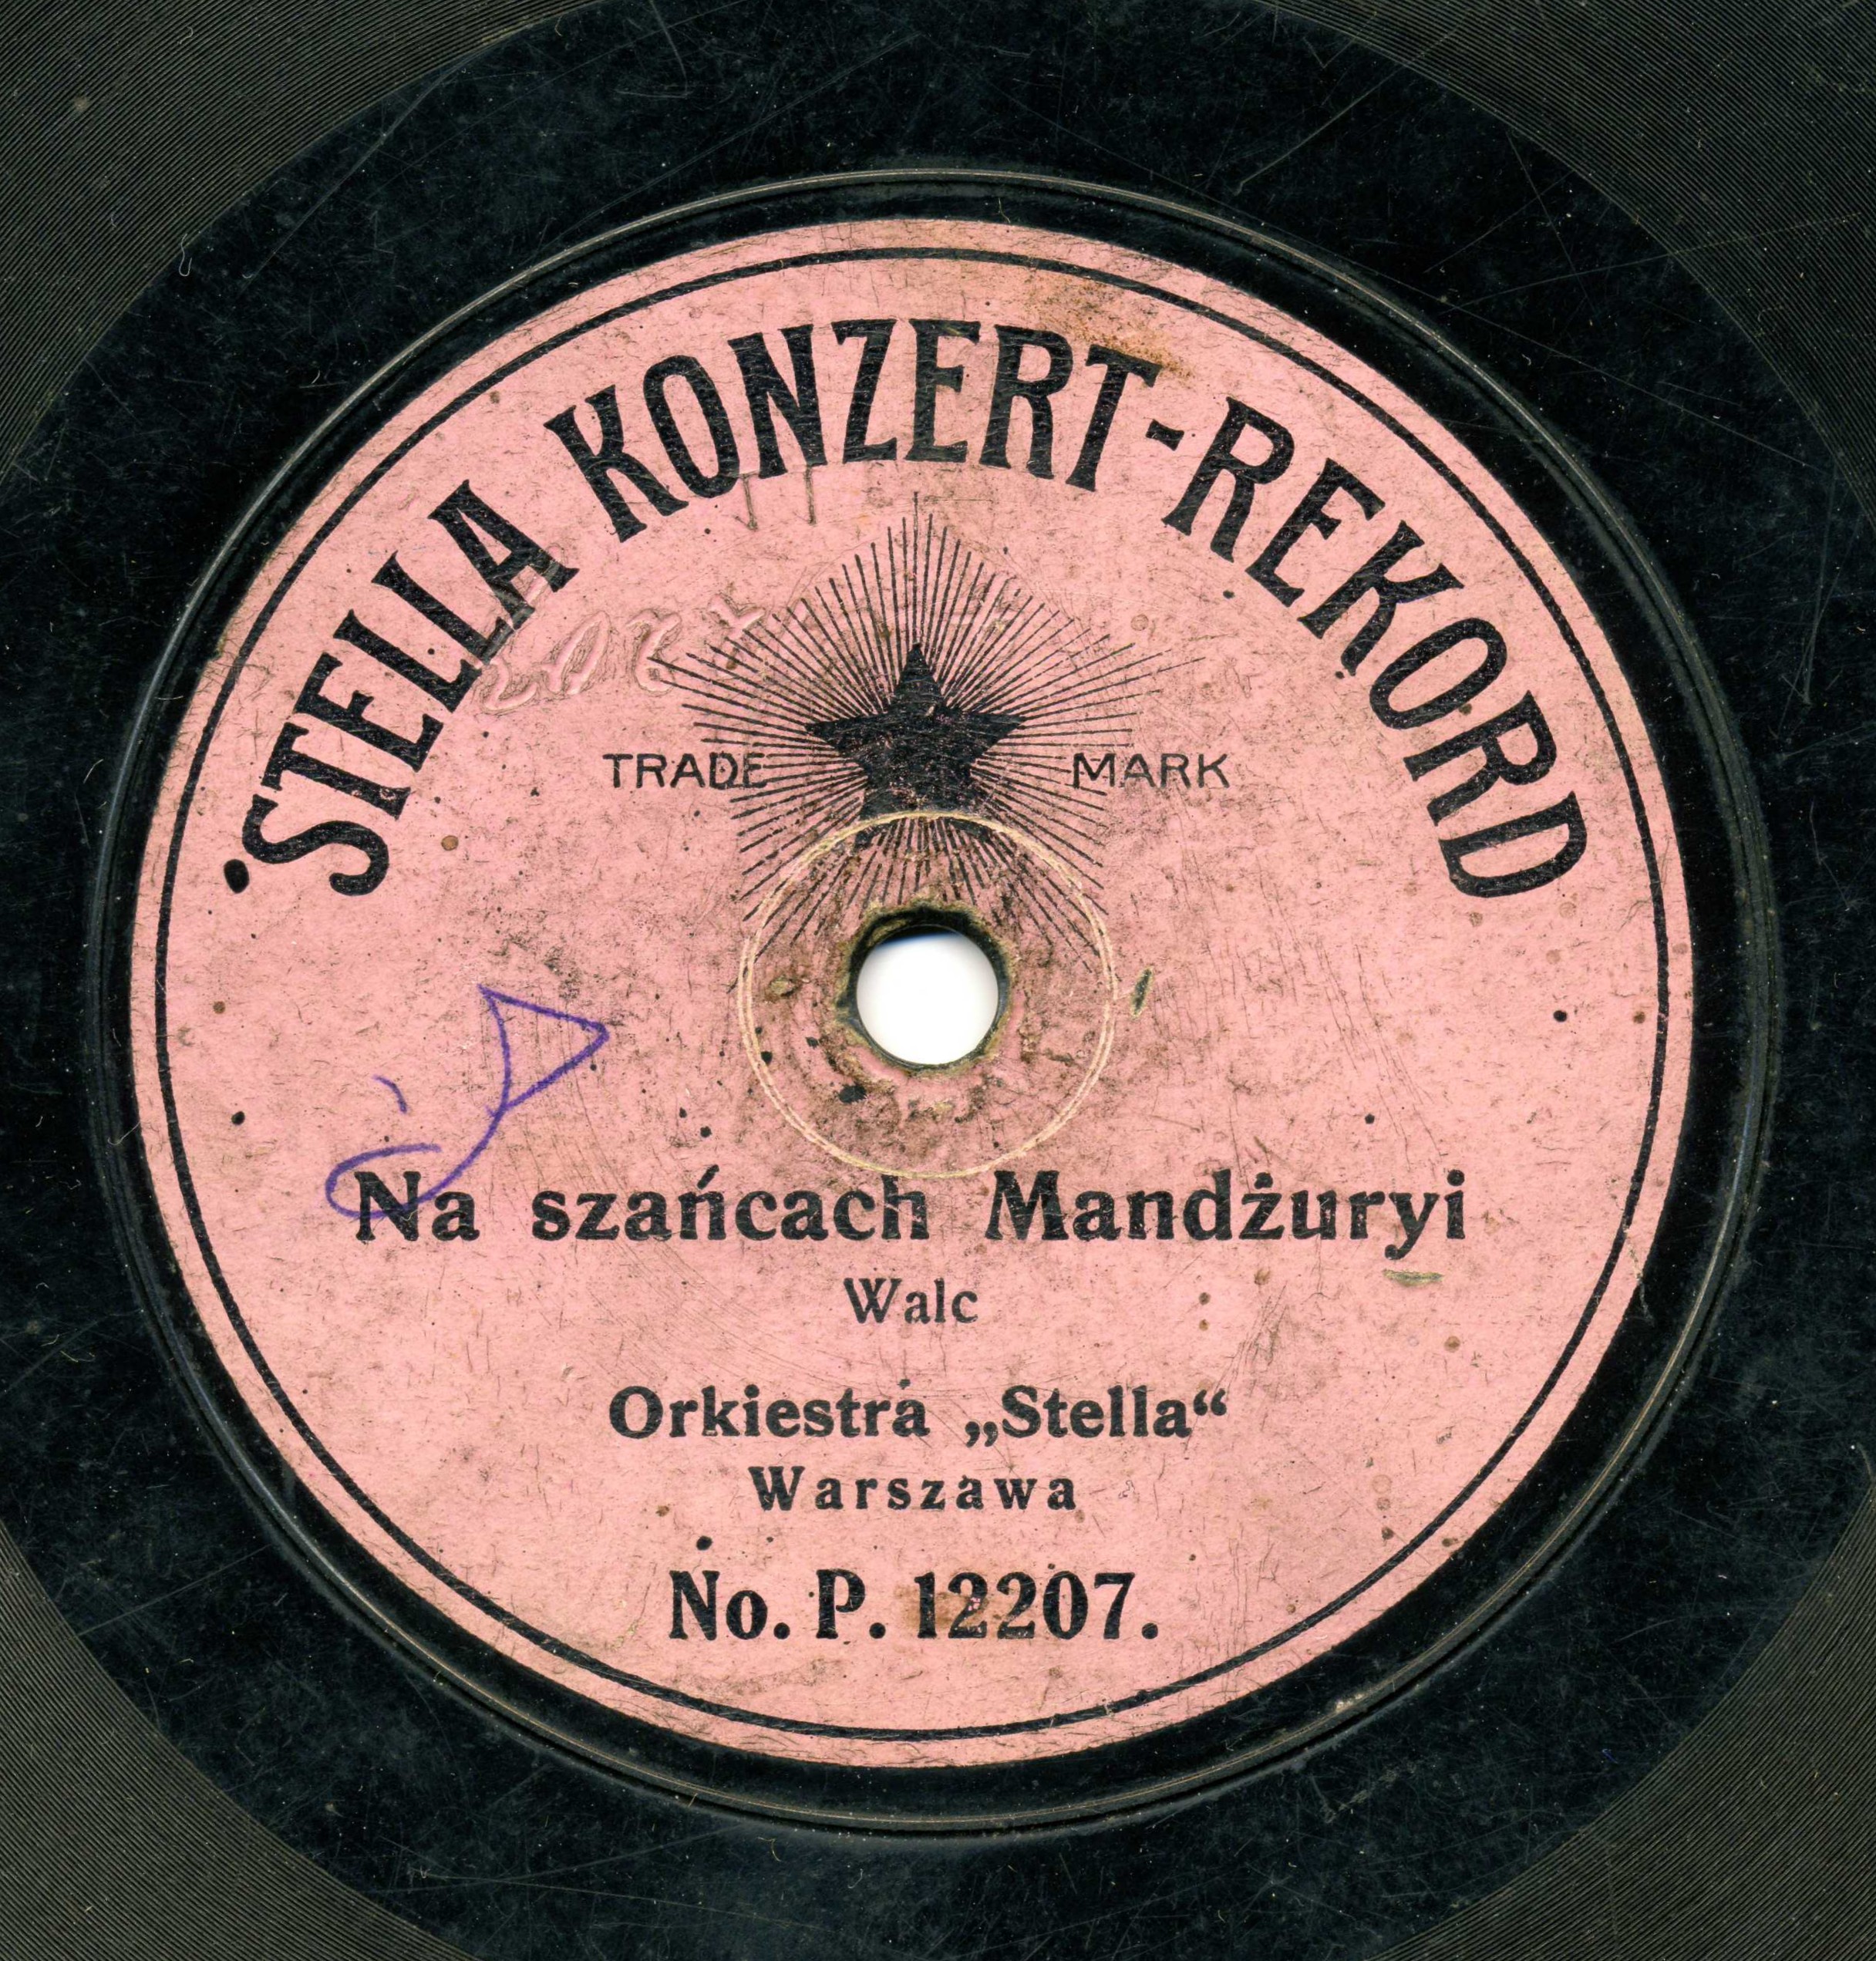 STELLA KONZERT-REKORD
TRADE MARK
Na szańcach Mandżuryi
Walc
Orkiestra „Stella“
Warszawa
No. P. 12207.